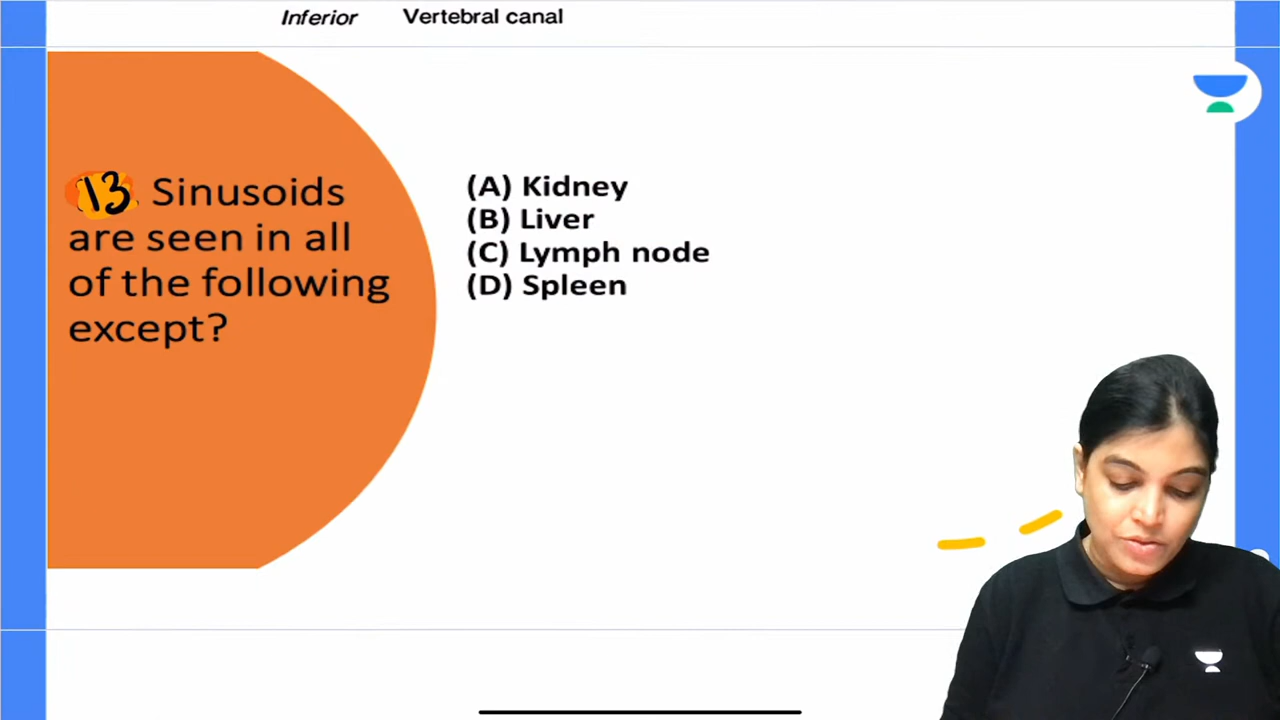 Inferior Vertebral canal
13. Sinusoids
are seen in all
of the following
except?
(A) Kidney
(B) Liver
(C) Lymph node
(D) Spleen